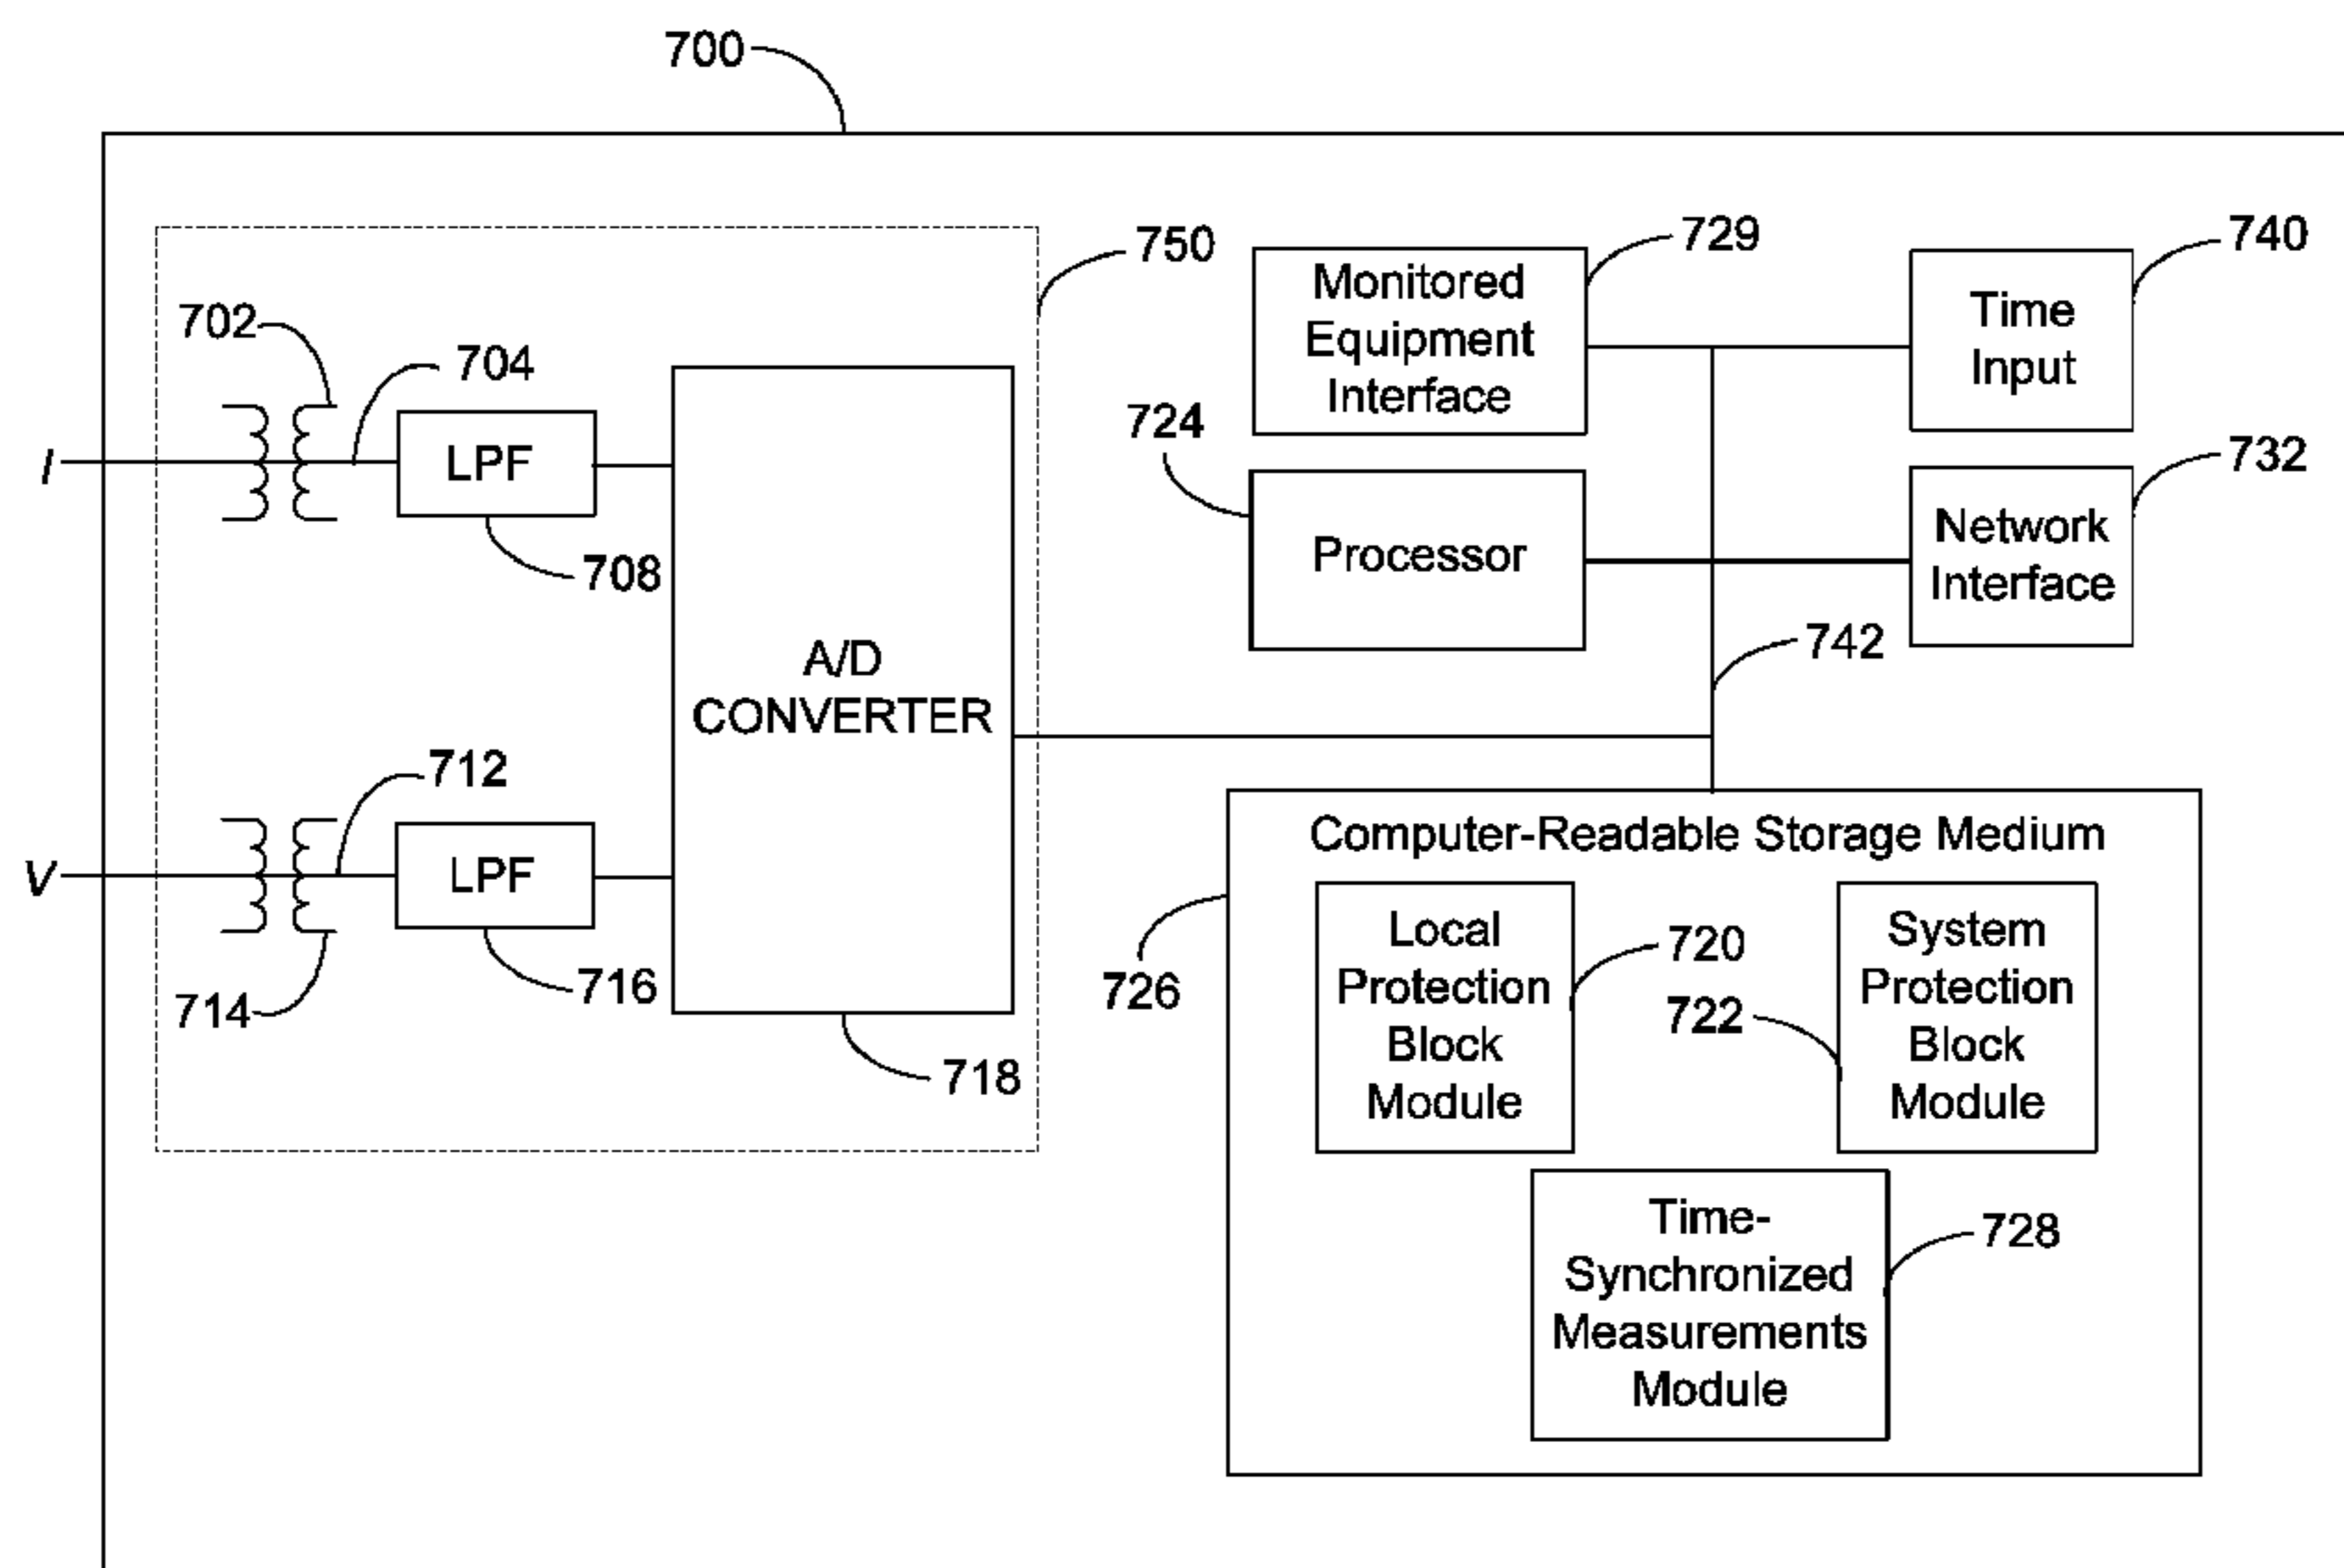 700
750
702
704
I
LPF
708
A/D
CONVERTER
712
V
LPF
716
714
718
Monitored
Equipment
Interface
729
Time
Input
740
724
Processor
Network
Interface
732
742
Computer-Readable Storage Medium
726
Local
Protection
Block
Module
720
722
System
Protection
Block
Module
Time-
Synchronized
Measurements
Module
728